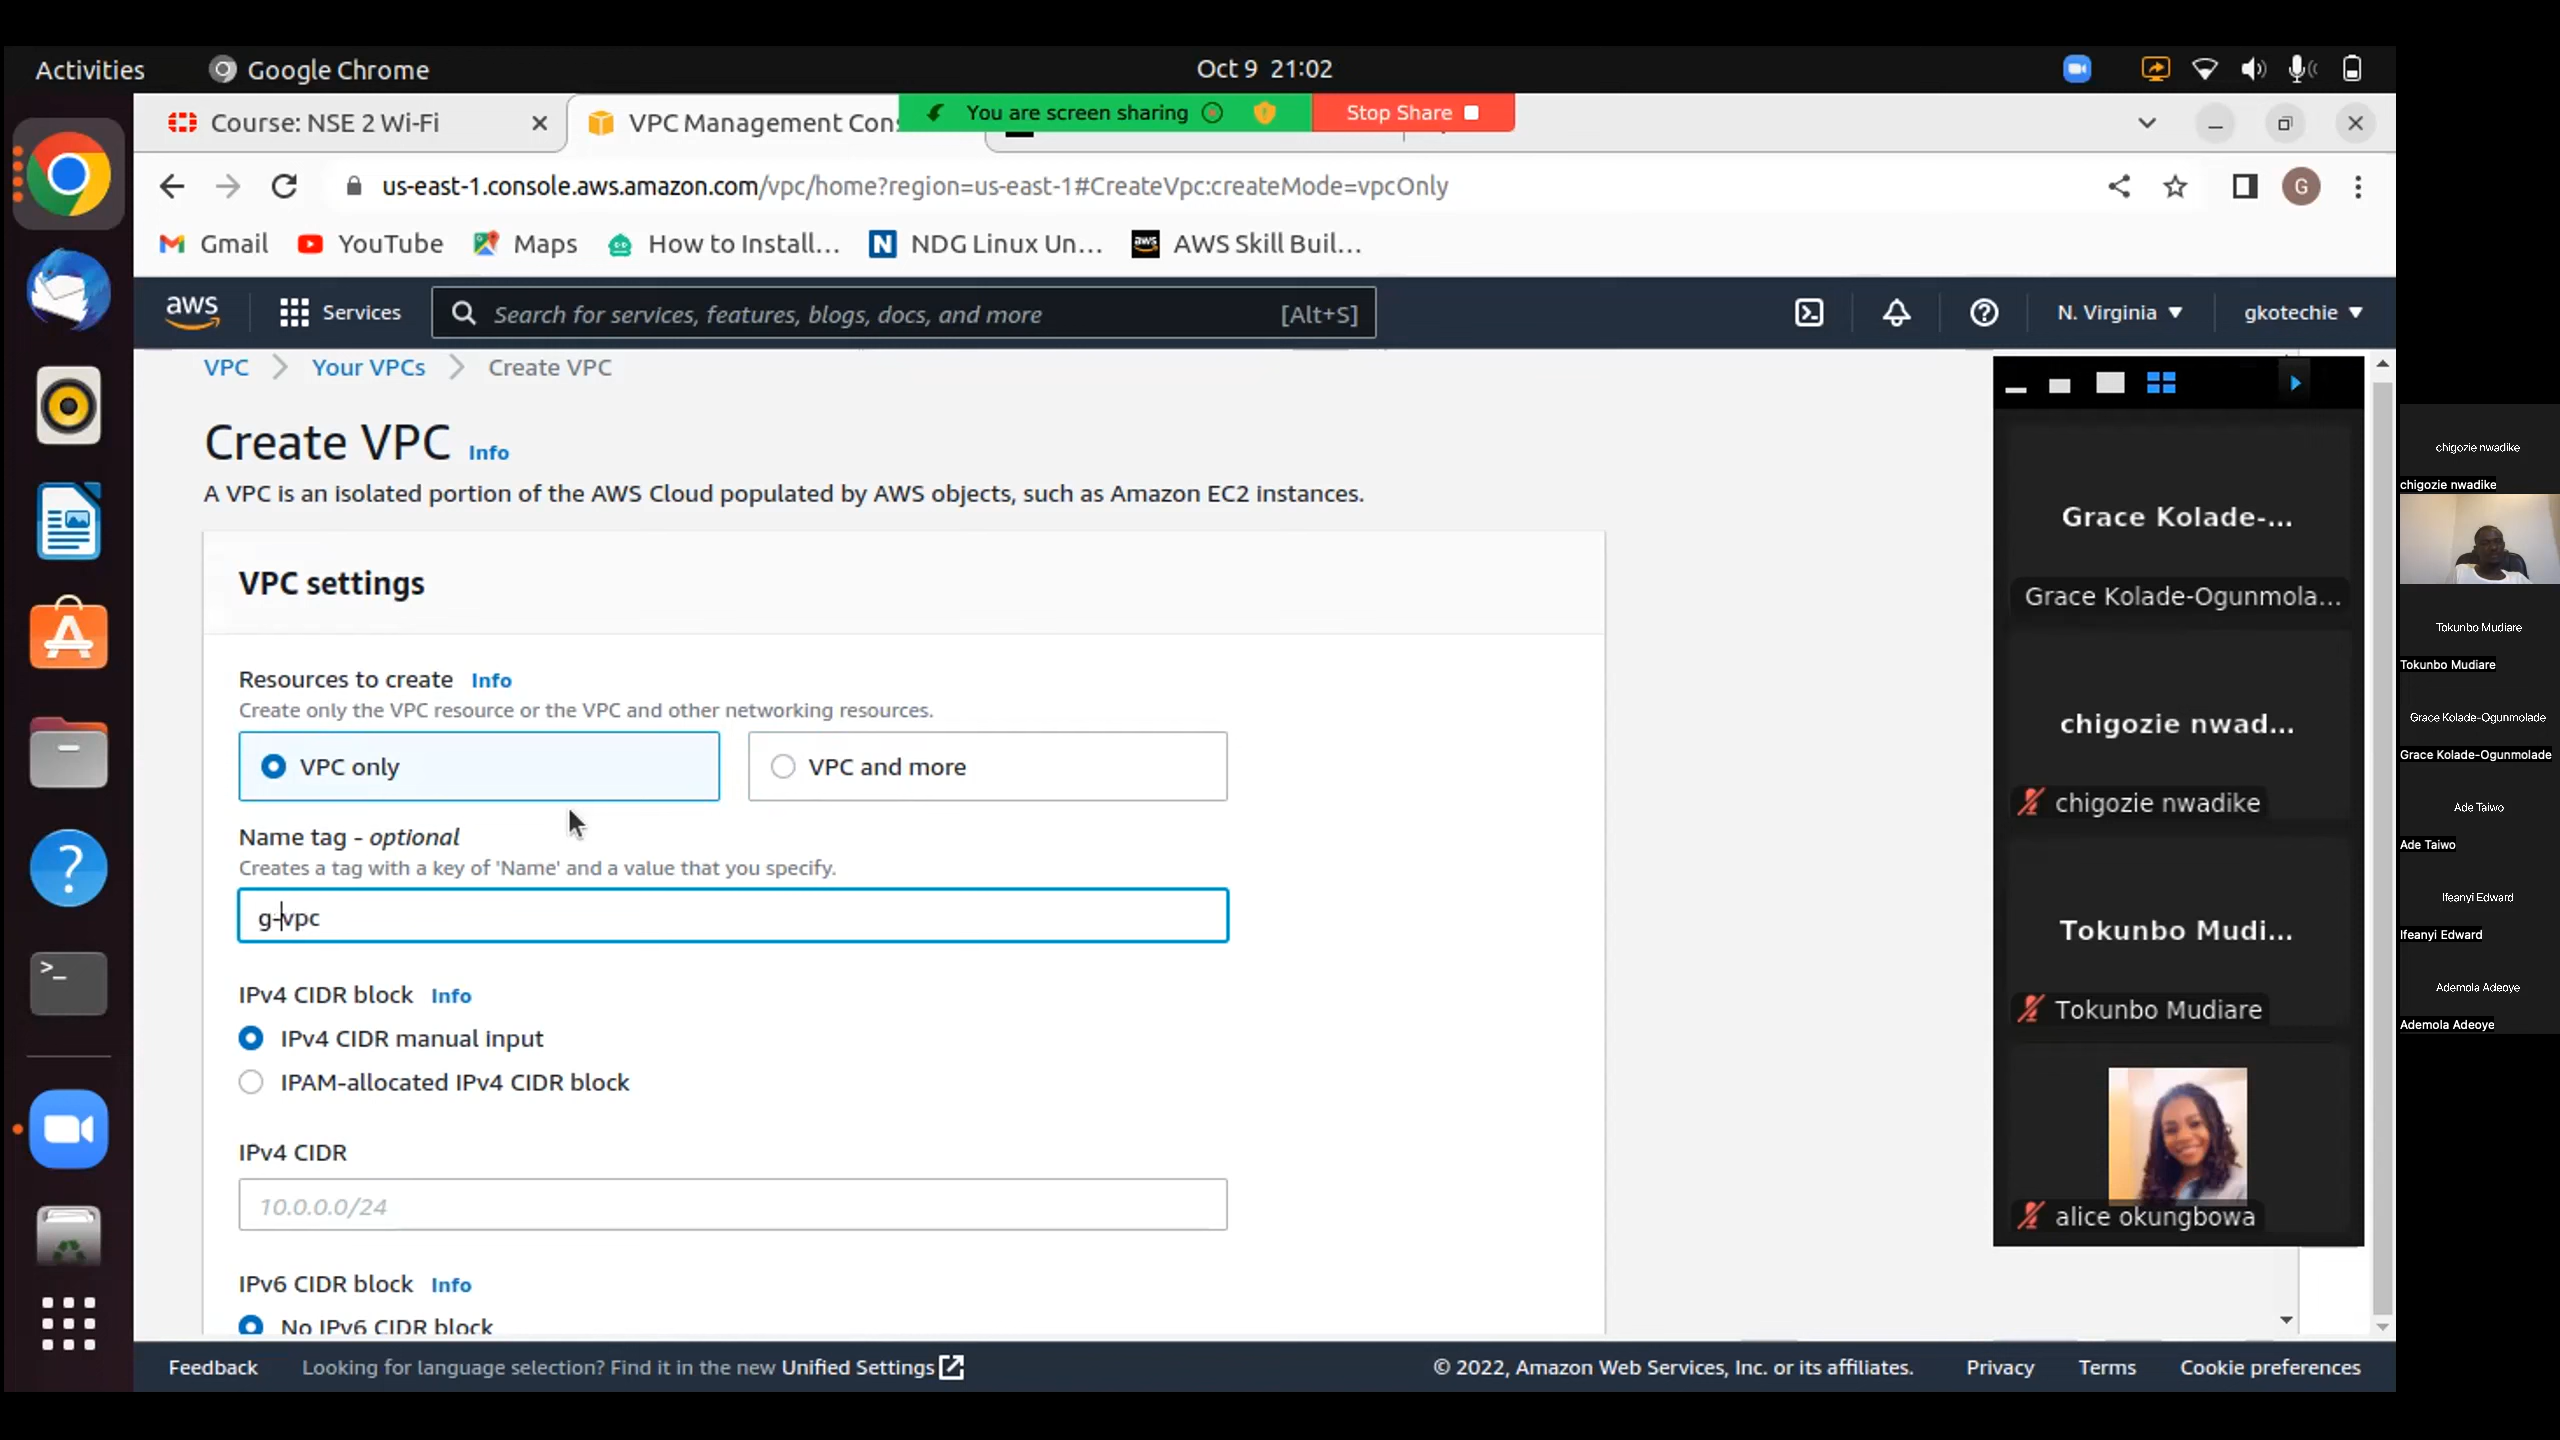 Activities
Google Chrome
Oct 9 21:02
Course: NSE 2 Wi-Fi
VPC Management Con
You are screen sharing
Stop Share
us-east-1.console.aws.amazon.com/vpc/home?region=us-east-1#CreateVpc:createMode=vpcOnly
G
Gmail
YouTube
Maps
How to Install...
N
NDG Linux Un...
aws
AWS Skill Buil...
aws
Services
Search for services, features, blogs, docs, and more
[Alt+S]
N. Virginia
gkotechie
VPC
Your VPCs
Create VPC
Create VPC
Info
A VPC is an isolated portion of the AWS Cloud populated by AWS objects, such as Amazon EC2 instances.
VPC settings
Resources to create
Info
Create only the VPC resource or the VPC and other networking resources.
VPC only
VPC and more
Name tag - optional
Creates a tag with a key of 'Name' and a value that you specify.
g-vpc
IPv4 CIDR block
Info
IPv4 CIDR manual input
IPAM-allocated IPv4 CIDR block
IPv4 CIDR
10.0.0.0/24
IPv6 CIDR block
Info
No IPv6 CIDR block
Grace Kolade-...
Grace Kolade-Ogunmola...
chigozie nwad...
chigozie nwadike
Tokunbo Mudi...
Tokunbo Mudiare
alice okungbowa
chigozie nwadike
chigozie nwadike
Tokunbo Mudiare
Tokunbo Mudiare
Grace Kolade-Ogunmolade
Grace Kolade-Ogunmolade
Ade Taiwo
Ade Taiwo
Ifeanyi Edward
Ifeanyi Edward
Ademola Adeoye
Ademola Adeoye
Feedback
Looking for language selection? Find it in the new Unified Settings
© 2022, Amazon Web Services, Inc. or its affiliates.
Privacy
Terms
Cookie preferences